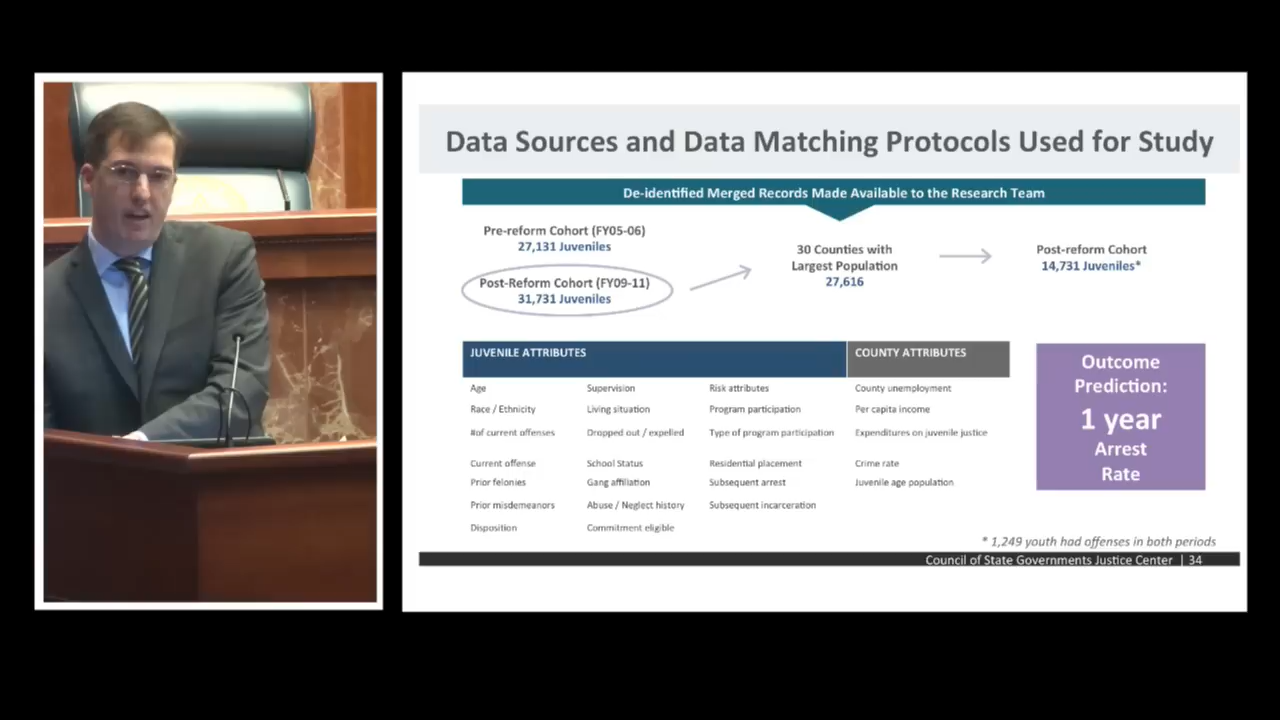 Data Sources and Data Matching Protocols Used for Study
De-identified Merged Records Made Available to the Research Team
Pre-reform Cohort (FY05-06)
27,131 Juveniles
Post-Reform Cohort (FY09-11)
31,731 Juveniles
30 Counties with
Largest Population
27,616
Post-reform Cohort
14,731 Juveniles*
JUVENILE ATTRIBUTES
COUNTY ATTRIBUTES
Age
Supervision
Risk attributes
County unemployment
Race / Ethnicity
Living situation
Program participation
Per capita income
#of current offenses
Dropped out / expelled
Type of program participation
Expenditures on juvenile justice
Current offense
School Status
Residential placement
Crime rate
Prior felonies
Gang affiliation
Subsequent arrest
Juvenile age population
Prior misdemeanors
Abuse / Neglect history
Subsequent incarceration
Disposition
Commitment eligible
Outcome
Prediction:
1 year
Arrest
Rate
* 1,249 youth had offenses in both periods
Council of State Governments Justice Center | 34